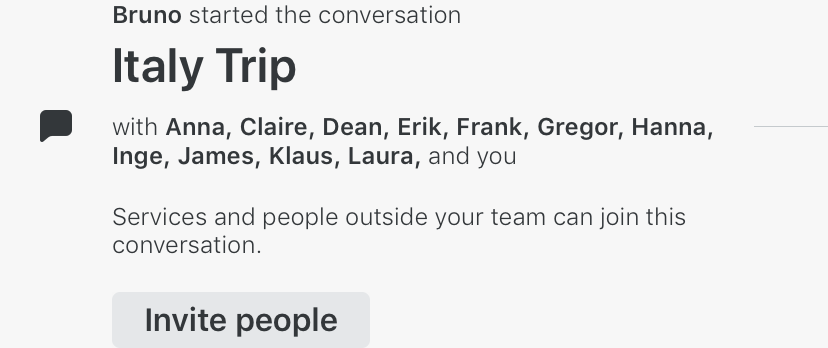 Bruno started the conversation
Italy Trip
with Anna, Claire, Dean, Erik, Frank, Gregor, Hanna,
Inge, James, Klaus, Laura, and you
Services and people outside your team can join this
conversation.
Invite people